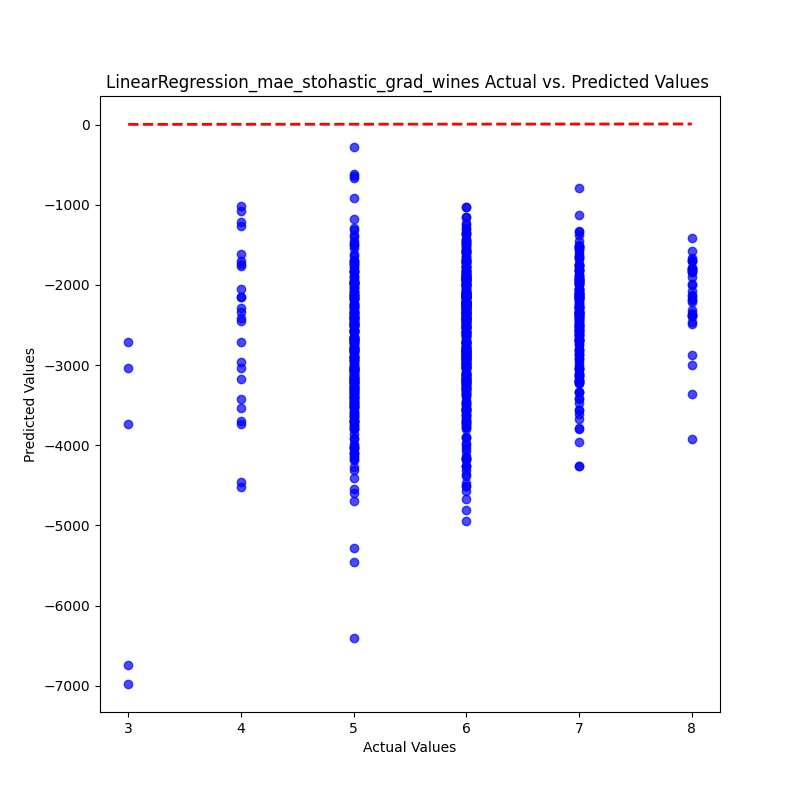 LinearRegression_mae_stohastic_grad_wines Actual vs. Predicted Values
0
−1000
−2000
−3000
−4000
−5000
−6000
−7000
Predicted Values
3 4 5 6 7 8
Actual Values